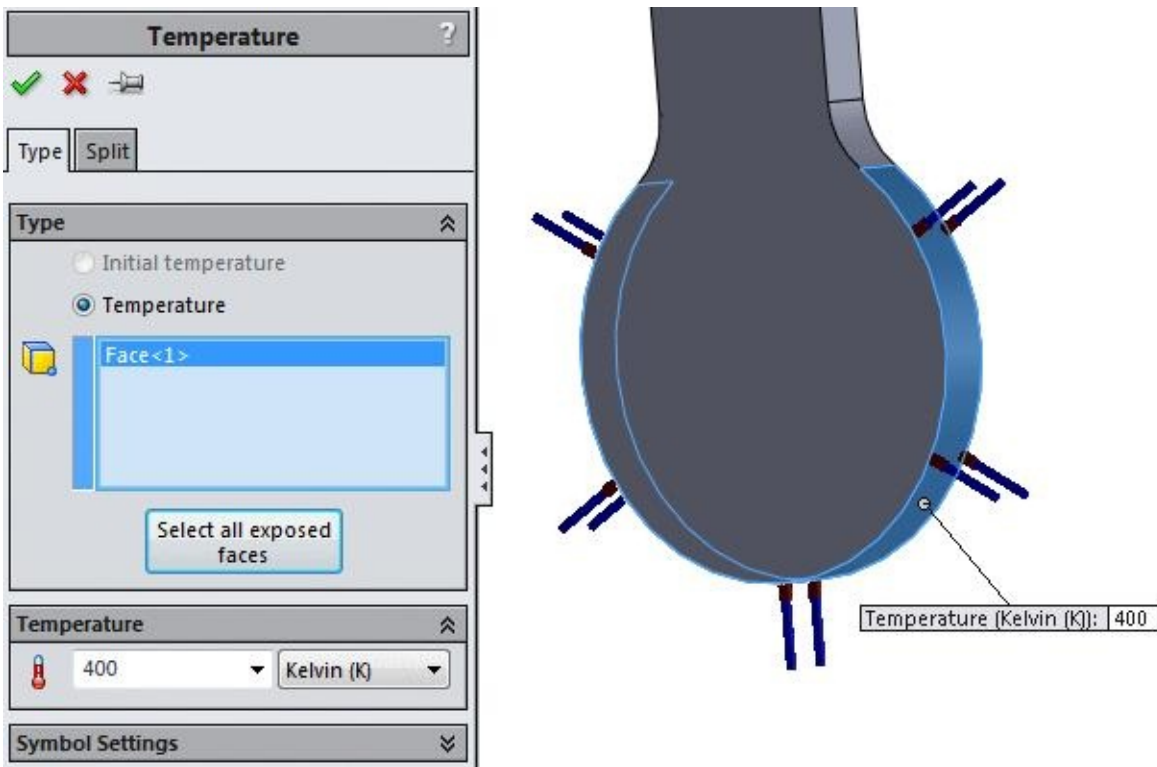 Temperature ?
Type Split
Type
Initial temperature
Temperature
Face<1>
Select all exposed
faces
Temperature
400 Kelvin (K)
Symbol Settings
Temperature (Kelvin (K)): 400